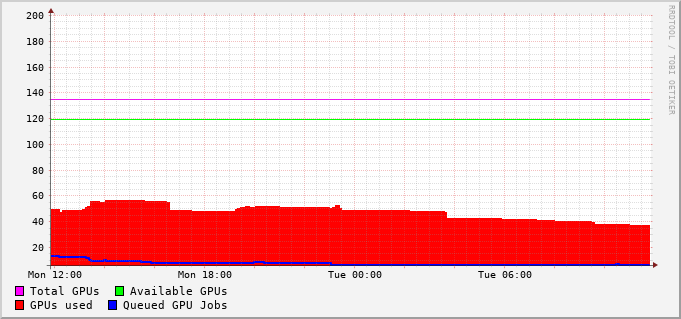 200
180
160
140
120
100
80
60
40
20
Mon 12:00 Mon 18:00 Tue 00:00 Tue 06:00
Total GPUs Available GPUs
GPUs used Queued GPU Jobs
RRDTOOL / TOBI OETIKER